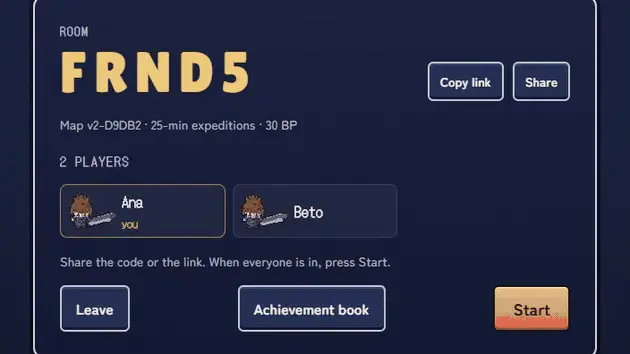 ROOM
FRND5
Copy link
Share
Map v2-D9DB2 · 25-min expeditions · 30 BP
2 PLAYERS
Ana
you
Beto
Share the code or the link. When everyone is in, press Start.
Leave
Achievement book
Start